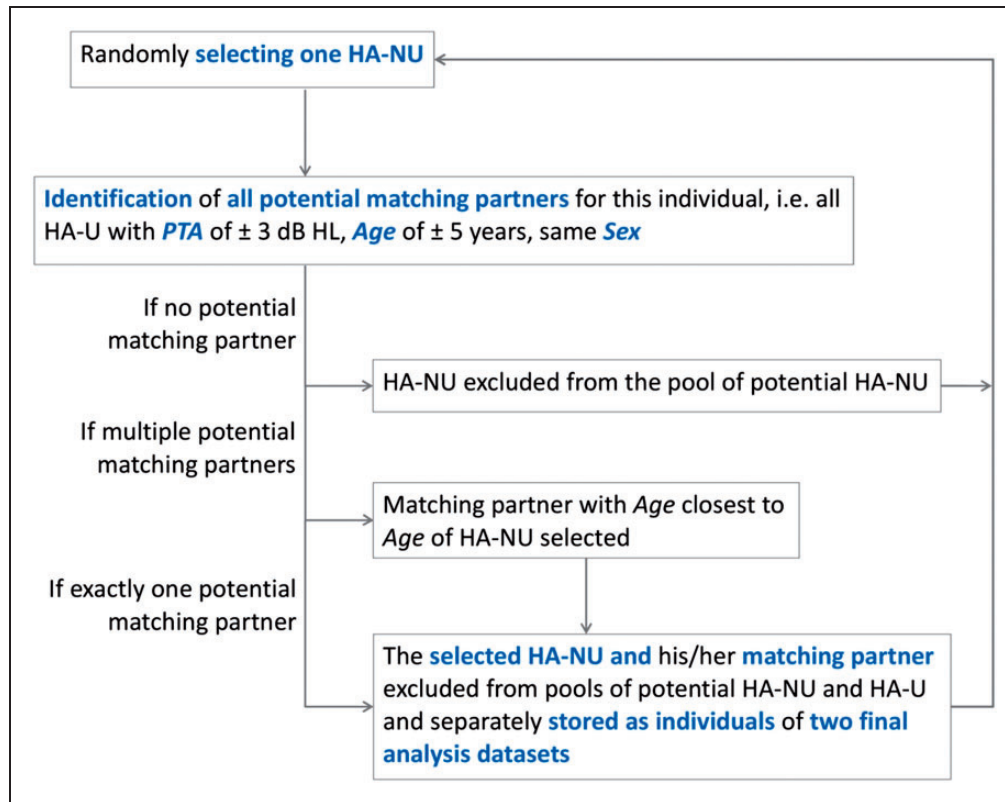 Randomly selecting one HA-NU
Identification of all potential matching partners for this individual, i.e. all
HA-U with PTA of ± 3 dB HL, Age of ± 5 years, same Sex
If no potential
matching partner
HA-NU excluded from the pool of potential HA-NU
If multiple potential
matching partners
Matching partner with Age closest to
Age of HA-NU selected
If exactly one potential
matching partner
The selected HA-NU and his/her matching partner
excluded from pools of potential HA-NU and HA-U
and separately stored as individuals of two final
analysis datasets